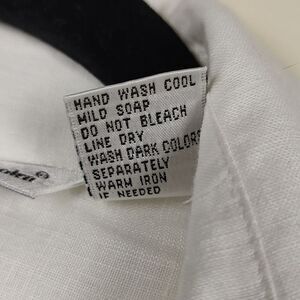 HAND WASH COOL
MILD SOAP
DO NOT BLEACH
LINE DRY
WASH DARK COLORS
SEPARATELY
WARM IRON
IF NEEDED